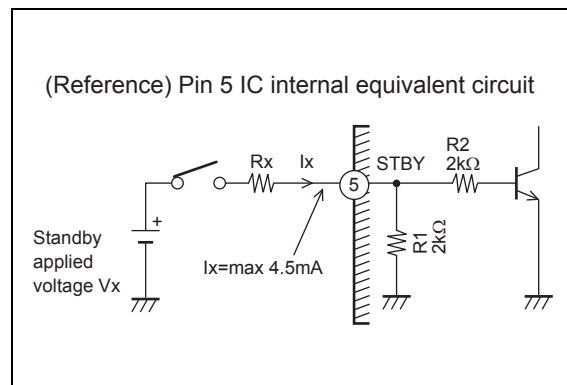 (Reference) Pin 5 IC internal equivalent circuit
R2
2kΩ
Rx
Ix
5
STBY
+
R1
2kΩ
Standby
applied
voltage Vx
Ix=max 4.5mA